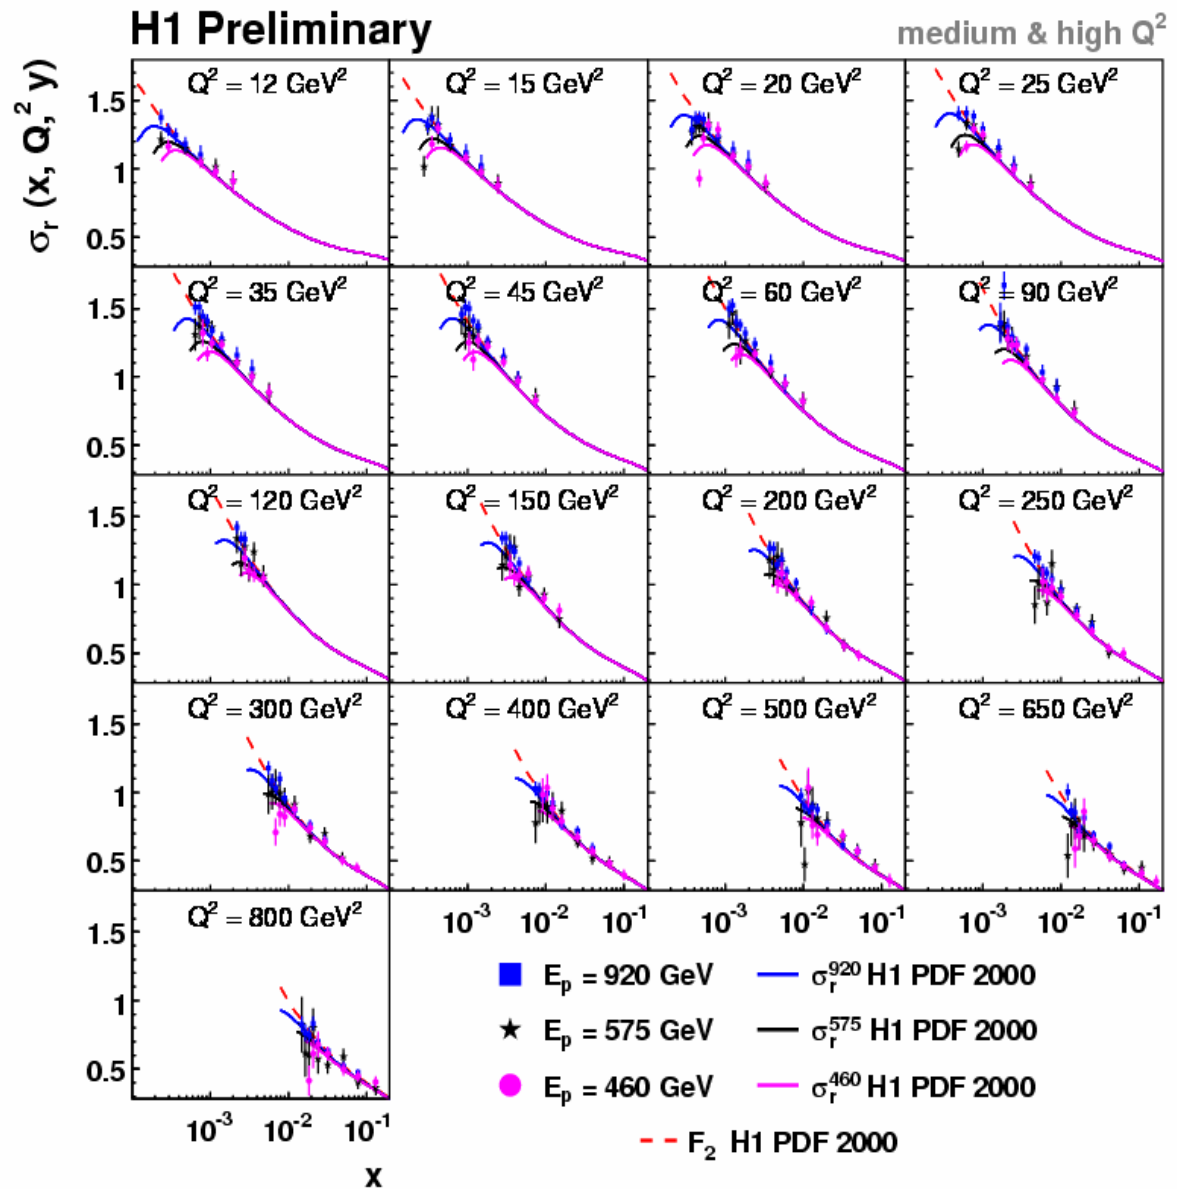 H1 Preliminary
medium & high Q²
σᵣ (x, Q,² y)
Q² = 12 GeV²
Q² = 15 GeV²
Q² = 20 GeV²
Q² = 25 GeV²
1.5
1
0.5
Q² = 35 GeV²
Q² = 45 GeV²
Q² = 60 GeV²
Q² = 90 GeV²
1.5
1
0.5
Q² = 120 GeV²
Q² = 150 GeV²
Q² = 200 GeV²
Q² = 250 GeV²
1.5
1
0.5
Q² = 300 GeV²
Q² = 400 GeV²
Q² = 500 GeV²
Q² = 650 GeV²
1.5
1
0.5
10⁻³ 10⁻² 10⁻¹
10⁻³ 10⁻² 10⁻¹
10⁻³ 10⁻² 10⁻¹
Q² = 800 GeV²
1.5
1
0.5
10⁻³ 10⁻² 10⁻¹
x
Eₚ = 920 GeV
σᵣ⁹²⁰ H1 PDF 2000
Eₚ = 575 GeV
σᵣ⁵⁷⁵ H1 PDF 2000
Eₚ = 460 GeV
σᵣ⁴⁶⁰ H1 PDF 2000
F₂ H1 PDF 2000